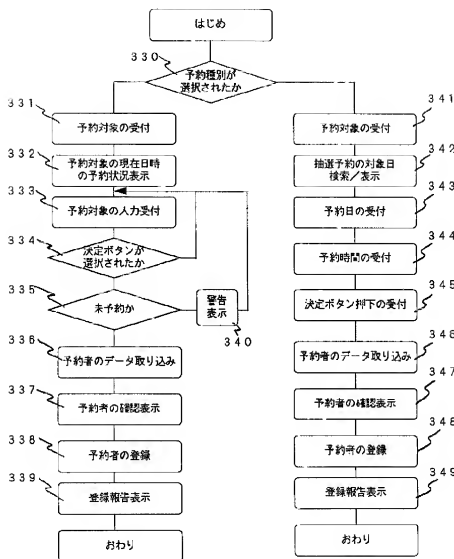 はじめ
330
予約種別が
選択されたか
331
予約対象の受付
332
予約対象の現在日時
の予約状況表示
333
予約対象の入力受付
334
決定ボタンが
選択されたか
335
未予約か
警告
表示
340
336
予約者のデータ取り込み
337
予約者の確認表示
338
予約者の登録
339
登録報告表示
おわり
341
予約対象の受付
342
抽選予約の対象日
検索/表示
343
予約日の受付
344
予約時間の受付
345
決定ボタン押下の受付
346
予約者のデータ取り込み
347
予約者の確認表示
348
予約者の登録
349
登録報告表示
おわり